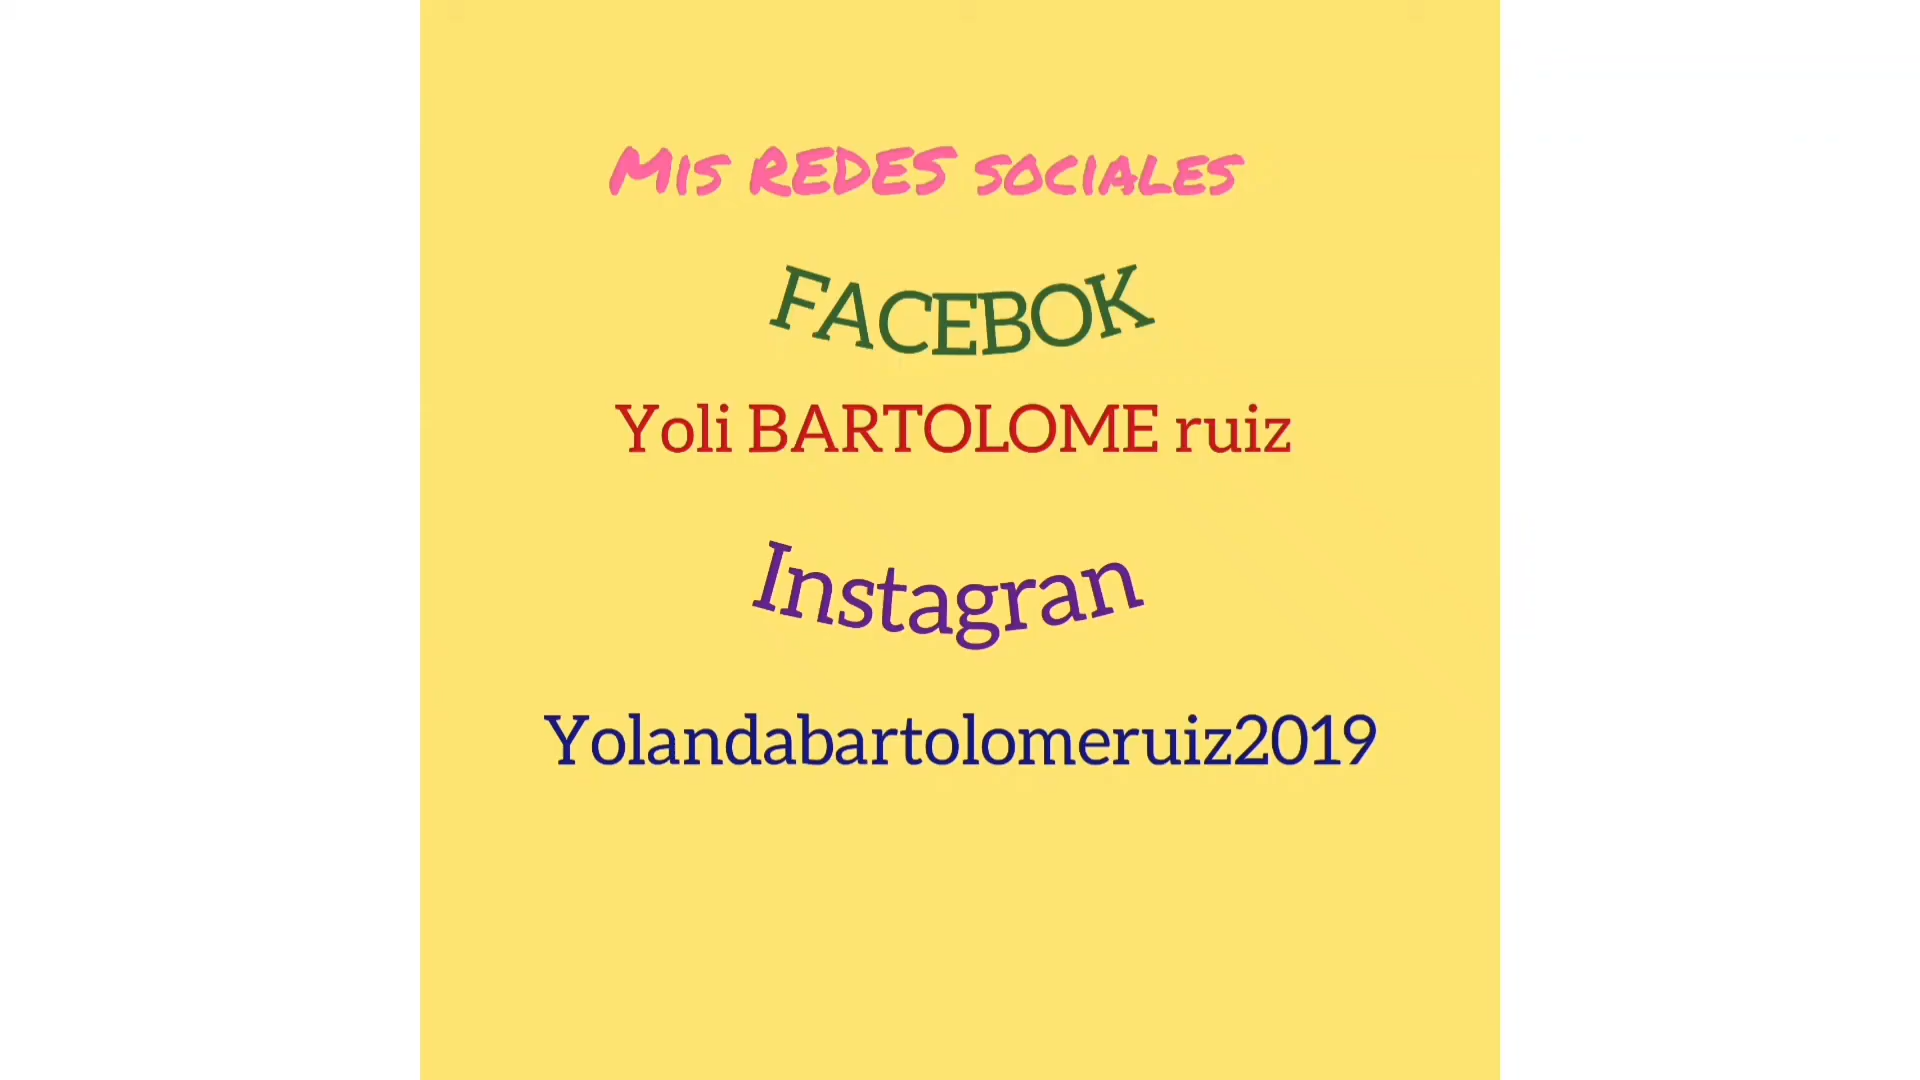 Mis REDES sociales
FACEBOK
Yoli BARTOLOME ruiz
Instagran
Yolandabartolomeruiz2019